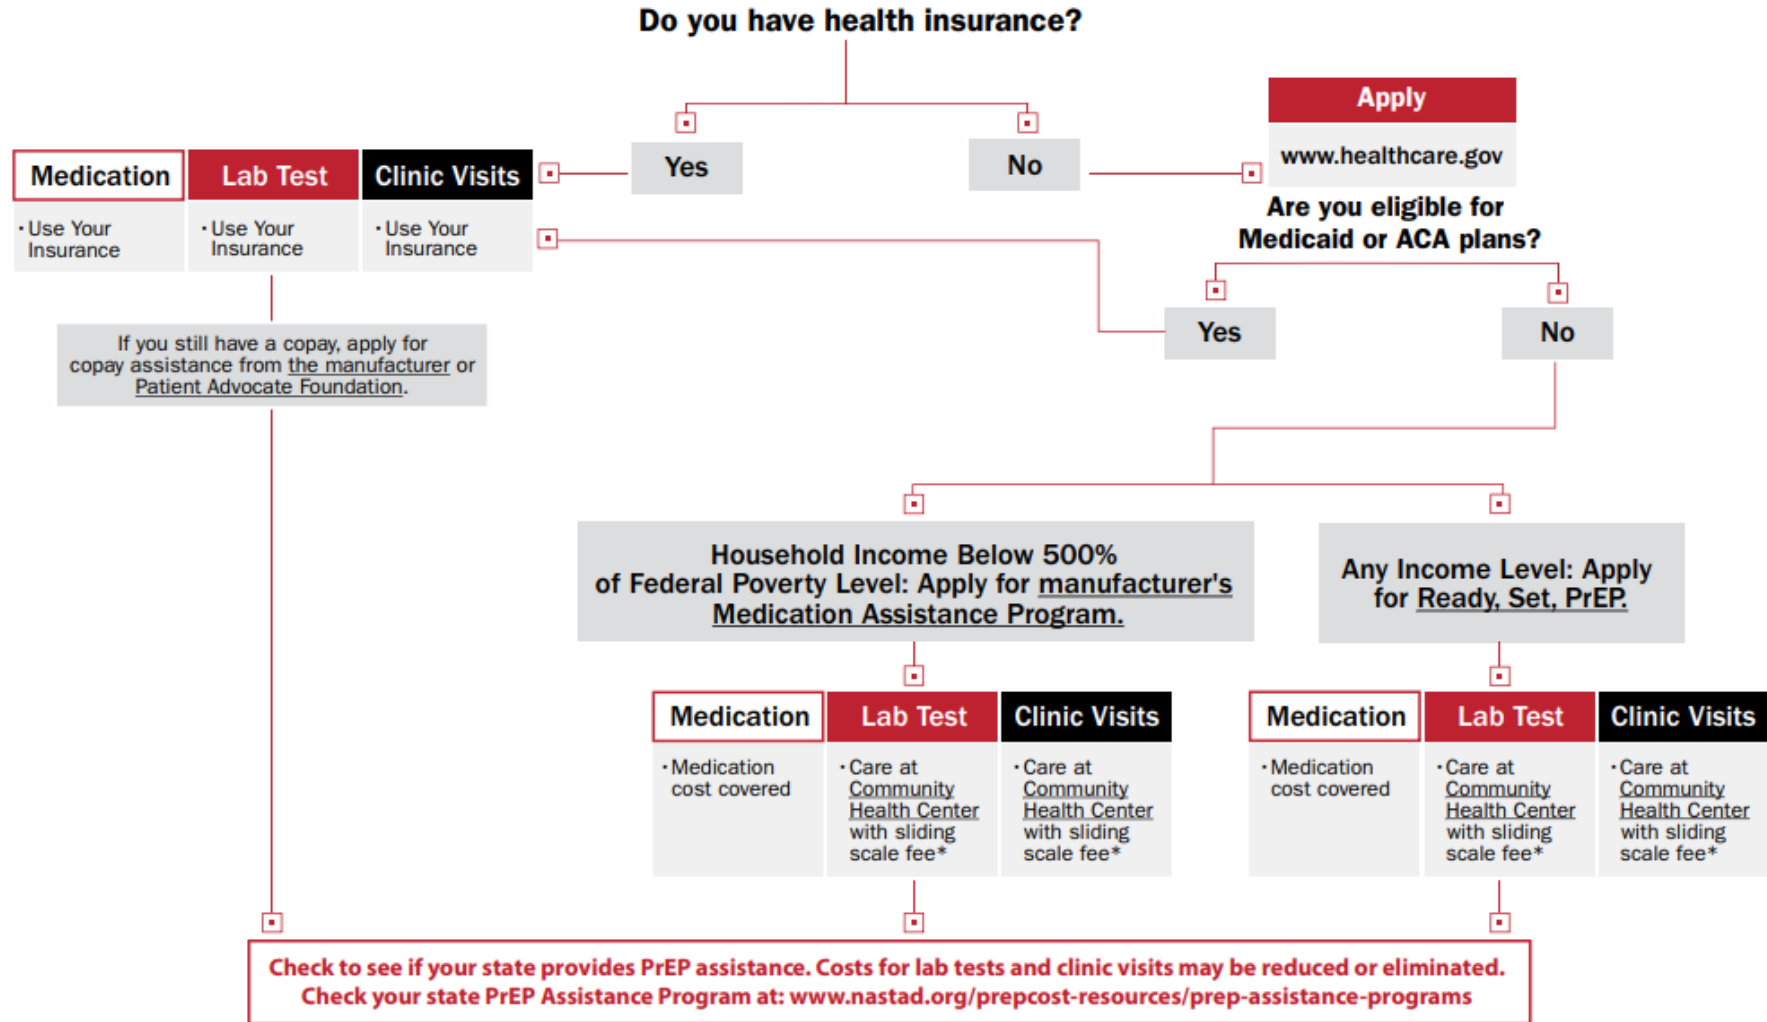 Do you have health insurance?
Yes
No
Apply
www.healthcare.gov
Medication
Lab Test
Clinic Visits
· Use Your
Insurance
· Use Your
Insurance
· Use Your
Insurance
If you still have a copay, apply for
copay assistance from the manufacturer or
Patient Advocate Foundation.
Are you eligible for
Medicaid or ACA plans?
Yes
No
Household Income Below 500%
of Federal Poverty Level: Apply for manufacturer's
Medication Assistance Program.
Medication
Lab Test
Clinic Visits
· Medication
cost covered
· Care at
Community
Health Center
with sliding
scale fee*
· Care at
Community
Health Center
with sliding
scale fee*
Any Income Level: Apply
for Ready, Set, PrEP.
Medication
Lab Test
Clinic Visits
· Medication
cost covered
· Care at
Community
Health Center
with sliding
scale fee*
· Care at
Community
Health Center
with sliding
scale fee*
Check to see if your state provides PrEP assistance. Costs for lab tests and clinic visits may be reduced or eliminated.
Check your state PrEP Assistance Program at: www.nastad.org/prepcost-resources/prep-assistance-programs